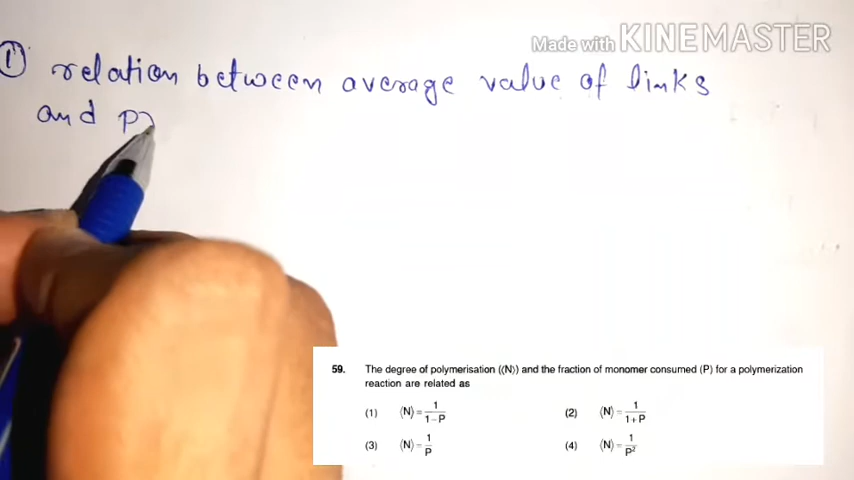 Made with KINEMASTER
① relation between average value of links
and p
59. The degree of polymerisation (⟨N⟩) and the fraction of monomer consumed (P) for a polymerization
reaction are related as
(1) ⟨N⟩ = 1/(1–P) (2) ⟨N⟩ = 1/(1+P)
(3) ⟨N⟩ = 1/P (4) ⟨N⟩ = 1/P²